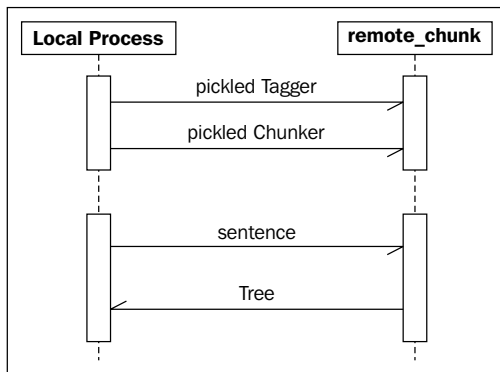 Local Process
remote_chunk
pickled Tagger
pickled Chunker
sentence
Tree